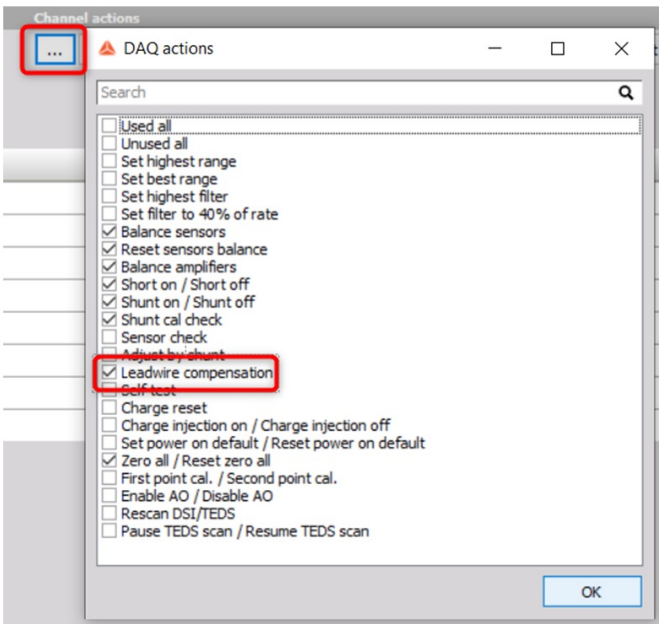 Channel actions
...
DAQ actions
Search
Used all
Unused all
Set highest range
Set best range
Set highest filter
Set filter to 40% of rate
Balance sensors
Reset sensors balance
Balance amplifiers
Short on / Short off
Shunt on / Shunt off
Shunt cal check
Sensor check
Adjust by shunt
Leadwire compensation
Self test
Charge reset
Charge injection on / Charge injection off
Set power on default / Reset power on default
Zero all / Reset zero all
First point cal. / Second point cal.
Enable AO / Disable AO
Rescan DSI/TEDS
Pause TEDS scan / Resume TEDS scan
OK